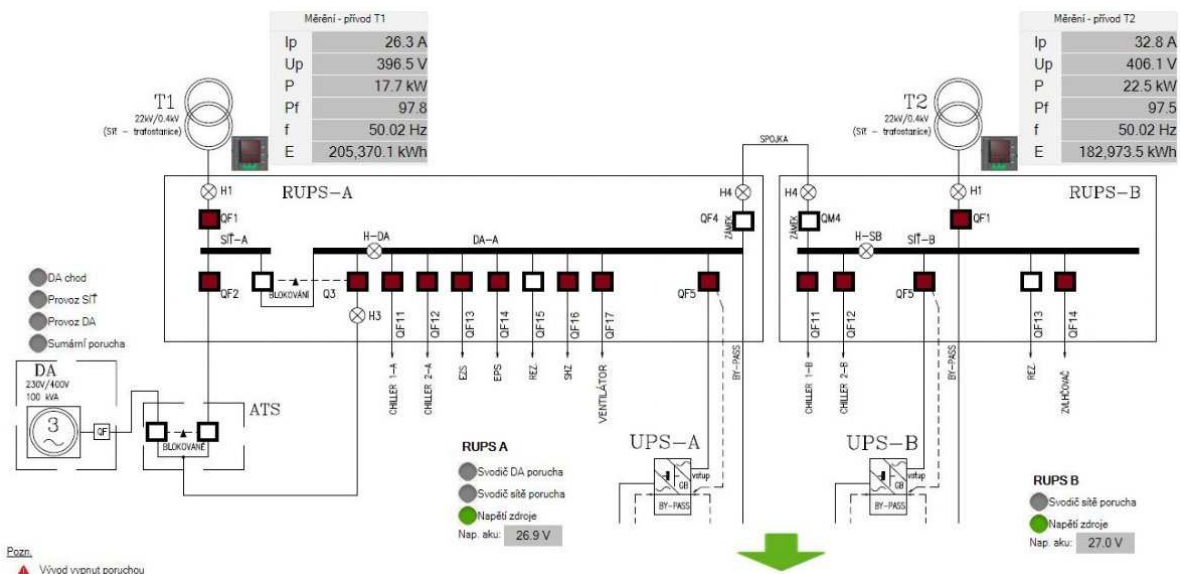 Měrění - přívod T1
Ip 26.3 A
Up 396.5 V
P 17.7 kW
Pf 97.8
f 50.02 Hz
E 205,370.1 kWh
Měrění - přívod T2
Ip 32.8 A
Up 406.1 V
P 22.5 kW
Pf 97.5
f 50.02 Hz
E 182,973.5 kWh
T1
22kV/0.4kV
(Síť - trafostanice)
T2
22kV/0.4kV
(Síť - trafostanice)
SPOJKA
H1
RUPS-A
H4
H4
H1
RUPS-B
QF1
QF4
ZÁMEK
QM4
ZÁMEK
QF1
SÍŤ-A
H-DA
DA-A
H-SB
SÍŤ-B
QF2
BLOKOVÁNÍ
Q3
H3
QF11
QF12
QF13
QF14
QF15
QF16
QF17
QF5
QF11
QF12
QF5
QF13
QF14
CHILLER 1-A
CHILLER 2-A
EZS
EPS
REZ.
SHZ
VENTILÁTOR
BY-PASS
CHILLER 1-B
CHILLER 2-B
BY-PASS
REZ.
ZVLHČOVAČ
DA chod
Provoz SÍŤ
Provoz DA
Sumární porucha
DA
230V/400V
100 kVA
3
QF
ATS
BLOKOVANÉ
RUPS A
Svodič DA porucha
Svodič sítě porucha
Napětí zdroje
Nap. aku: 26.9 V
UPS-A
vstup
GB
BY-PASS
UPS-B
vstup
GB
BY-PASS
RUPS B
Svodič sítě porucha
Napětí zdroje
Nap. aku: 27.0 V
Pozn.
Vývod vypnut poruchou